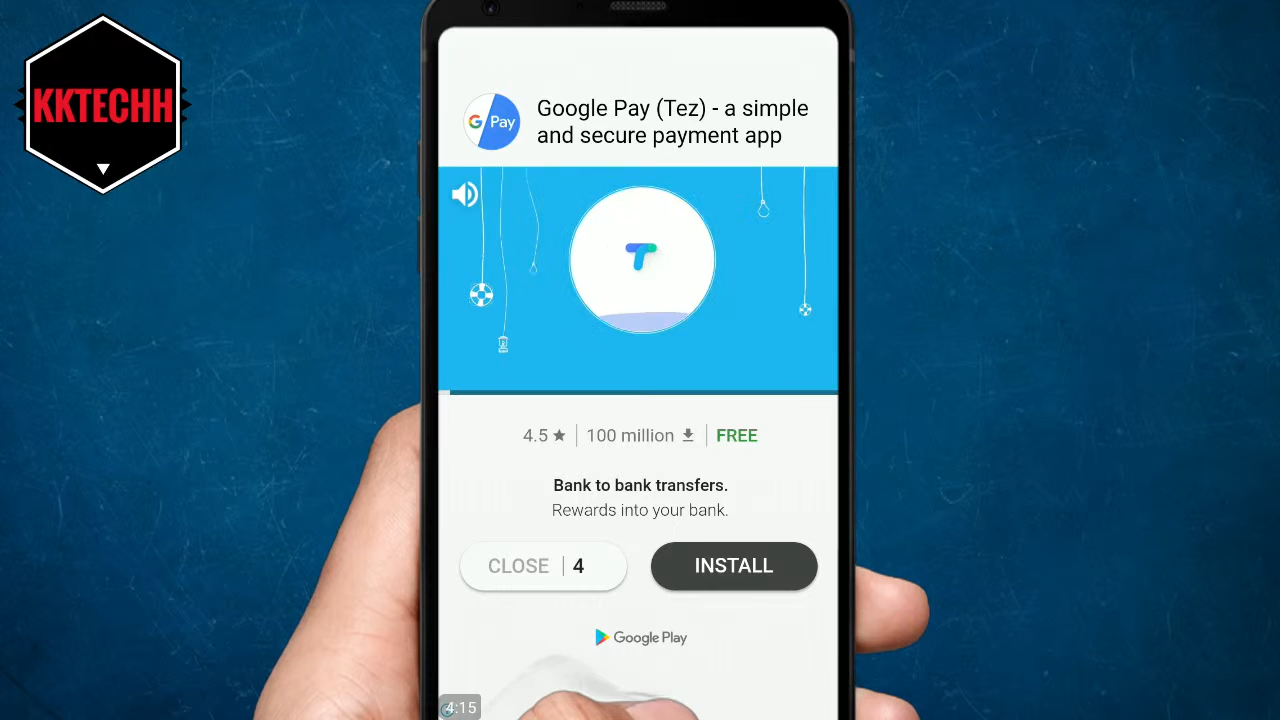 KKTECHH
G Pay
Google Pay (Tez) - a simple
and secure payment app
4.5 ★ | 100 million | FREE
Bank to bank transfers.
Rewards into your bank.
CLOSE | 4
INSTALL
Google Play
4:15